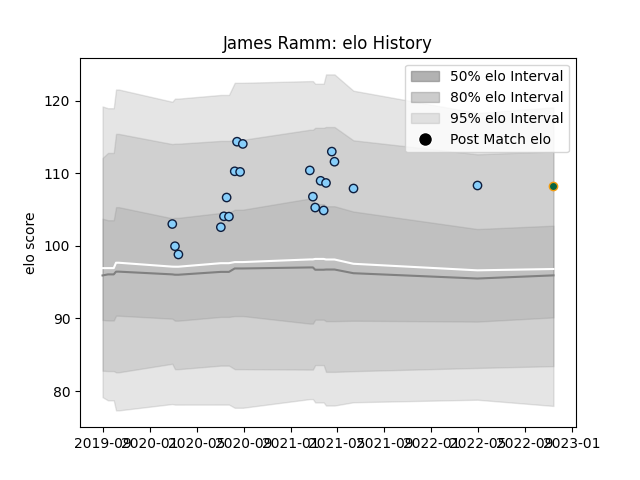 James Ramm: elo History
120
110
100
90
80
elo score
50% elo Interval
80% elo Interval
95% elo Interval
Post Match elo
2019-09 2020-01 2020-05 2020-09 2021-01 2021-05 2021-09 2022-01 2022-05 2022-09 2023-01